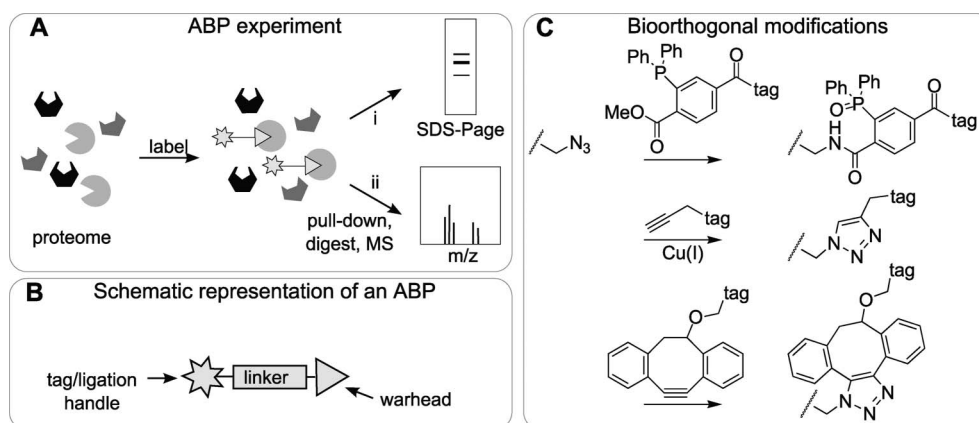 A ABP experiment
label
i
SDS-Page
ii
proteome
pull-down,
digest, MS
m/z
B Schematic representation of an ABP
tag/ligation
handle
linker
warhead
C Bioorthogonal modifications
Ph
Ph
P
O
tag
MeO
O
N3
Ph
Ph
P
O
O
tag
H
N
O
tag
Cu(I)
tag
N
N
N
tag
O
tag
O
N
N
N